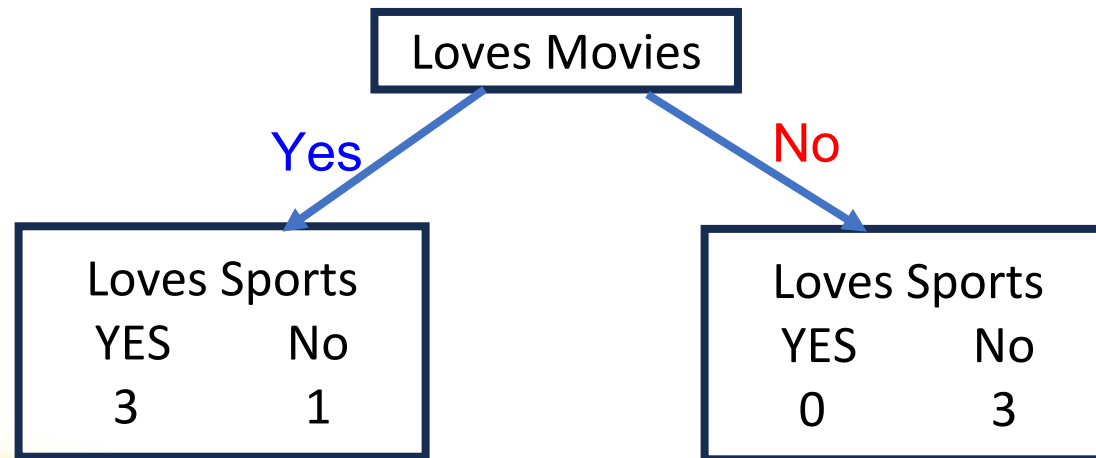 Loves Movies
Yes
No
Loves Sports
YES No
3 1
Loves Sports
YES No
0 3